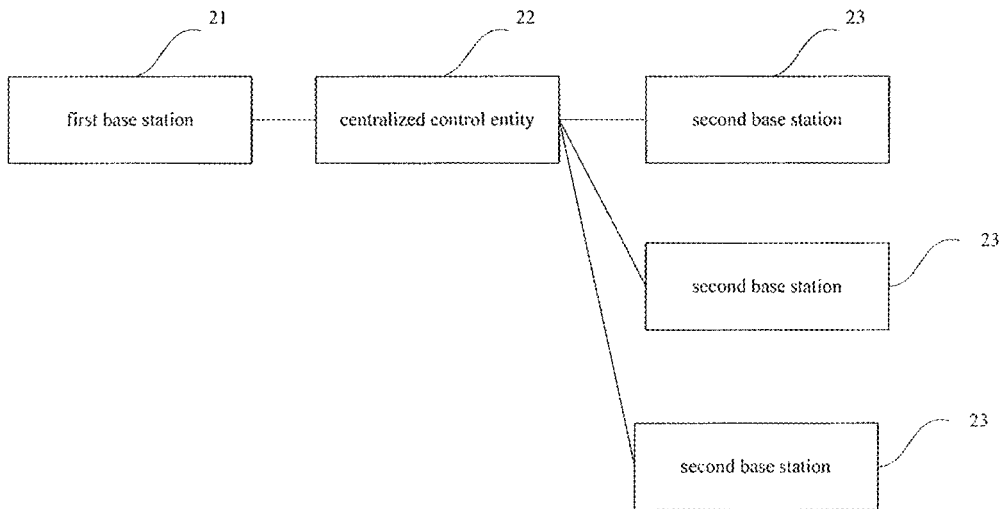 21
22
23
first base station
centralized control entity
second base station
23
second base station
23
second base station